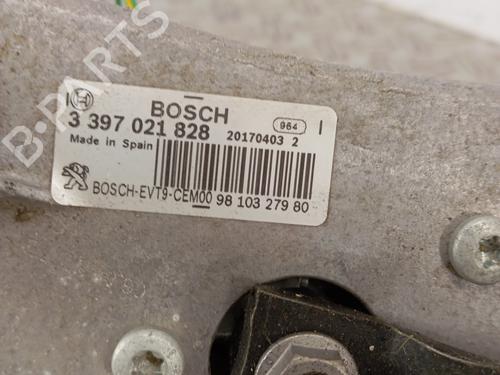 BOSCH
3 397 021 828 20170403 2
964
Made in Spain
BOSCH-EVT9-CEM00 98 103 279 80
B-PARTS